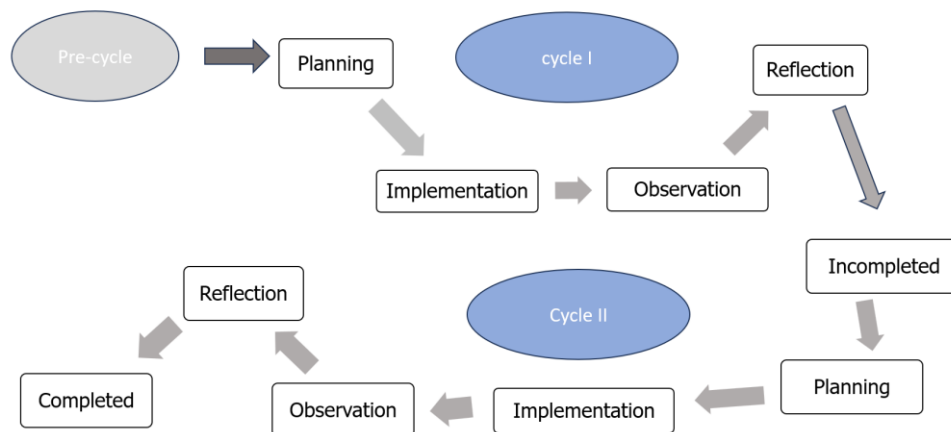 Pre-cycle
Planning
cycle I
Reflection
Implementation
Observation
Incompleted
Reflection
Cycle II
Planning
Completed
Observation
Implementation